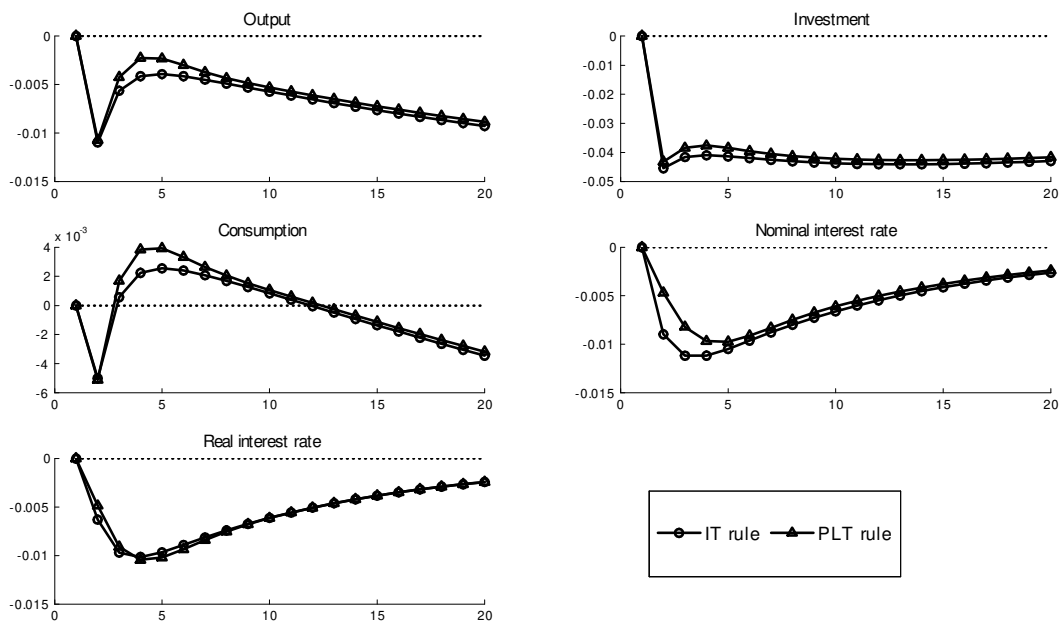 Output
0
-0.005
-0.01
-0.015
0 5 10 15 20
Investment
0
-0.01
-0.02
-0.03
-0.04
-0.05
0 5 10 15 20
x 10⁻³
Consumption
4
2
0
-2
-4
-6
0 5 10 15 20
Nominal interest rate
0
-0.005
-0.01
-0.015
0 5 10 15 20
Real interest rate
0
-0.005
-0.01
-0.015
0 5 10 15 20
IT rule PLT rule